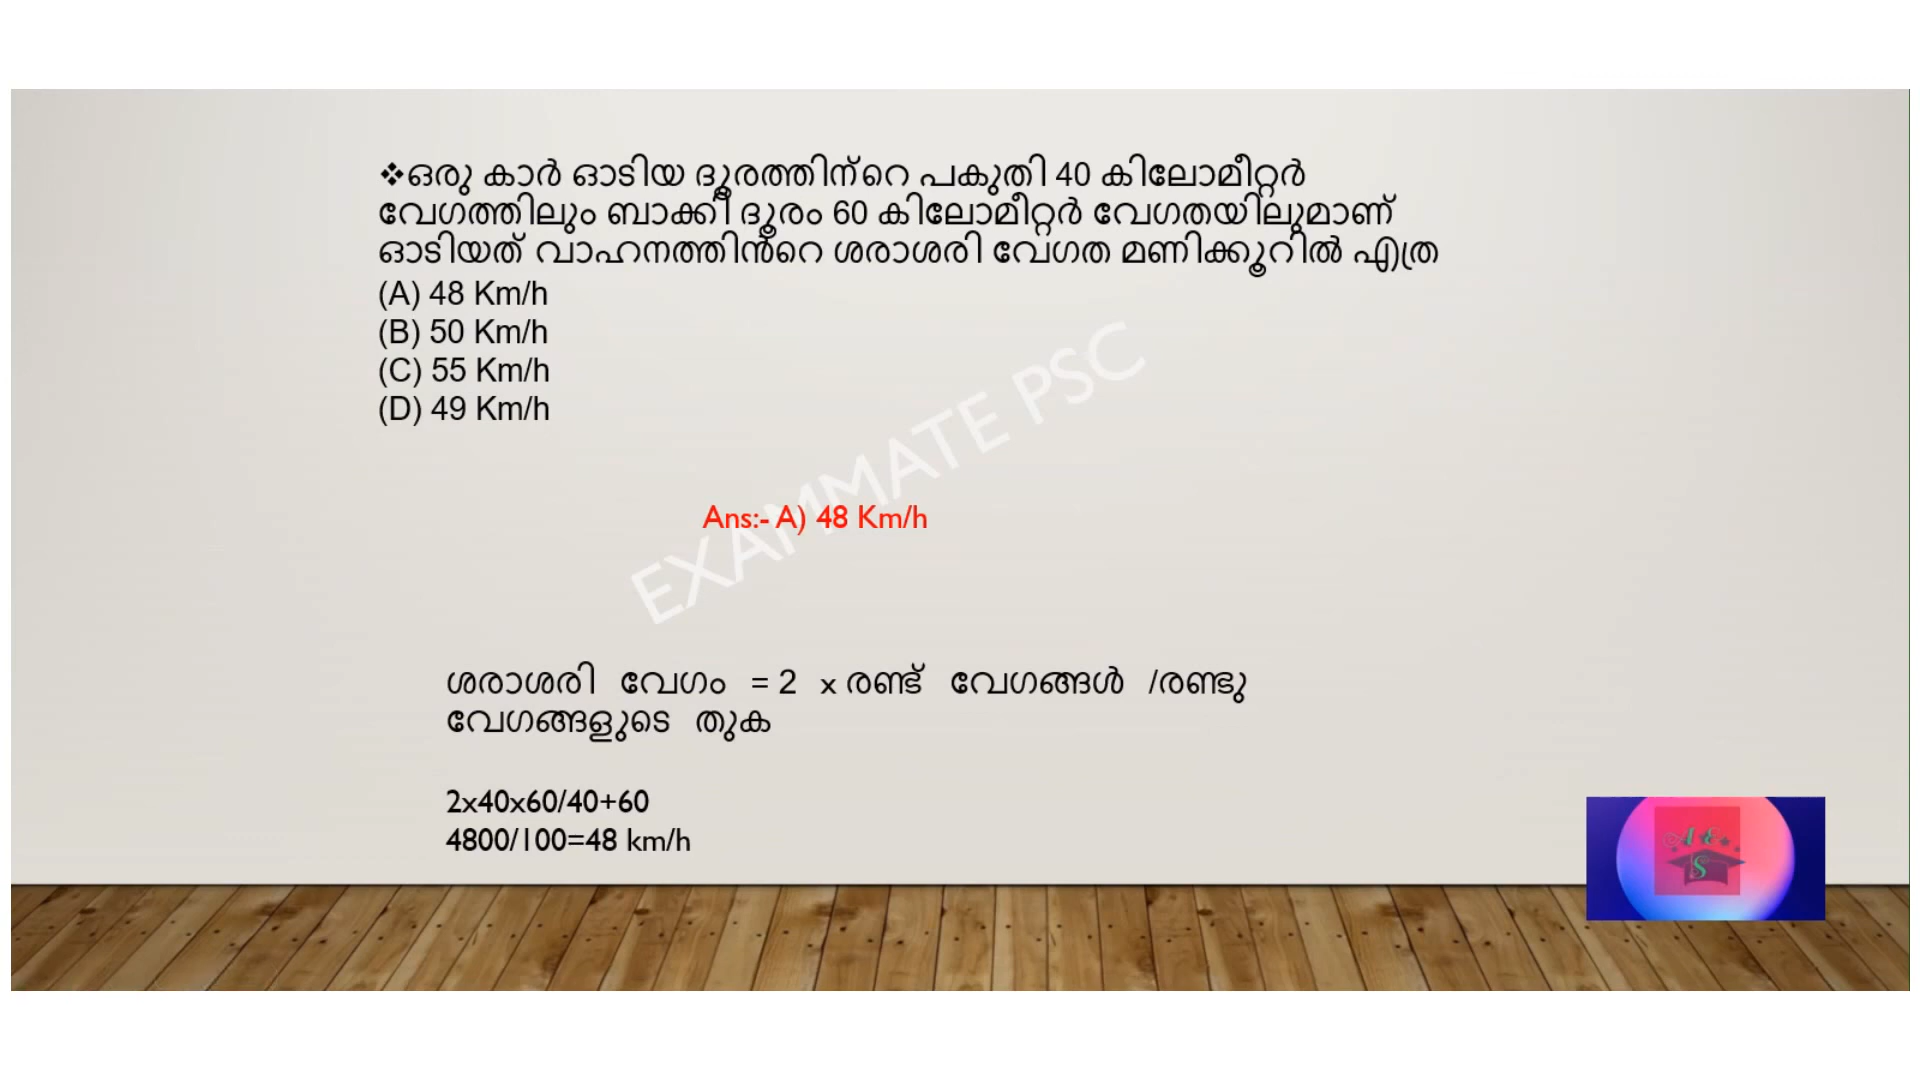 ❖ഒരു കാർ ഓടിയ ദൂരത്തിന്റെ പകുതി 40 കിലോമീറ്റർ
വേഗത്തിലും ബാക്കി ദൂരം 60 കിലോമീറ്റർ വേഗതയിലുമാണ്
ഓടിയത് വാഹനത്തിൻറെ ശരാശരി വേഗത മണിക്കൂറിൽ എത്ര
(A) 48 Km/h
(B) 50 Km/h
(C) 55 Km/h
(D) 49 Km/h
EXAMMATE PSC
Ans:- A) 48 Km/h
ശരാശരി വേഗം = 2 x രണ്ട് വേഗങ്ങൾ /രണ്ടു
വേഗങ്ങളുടെ തുക
2x40x60/40+60
4800/100=48 km/h
A E
S